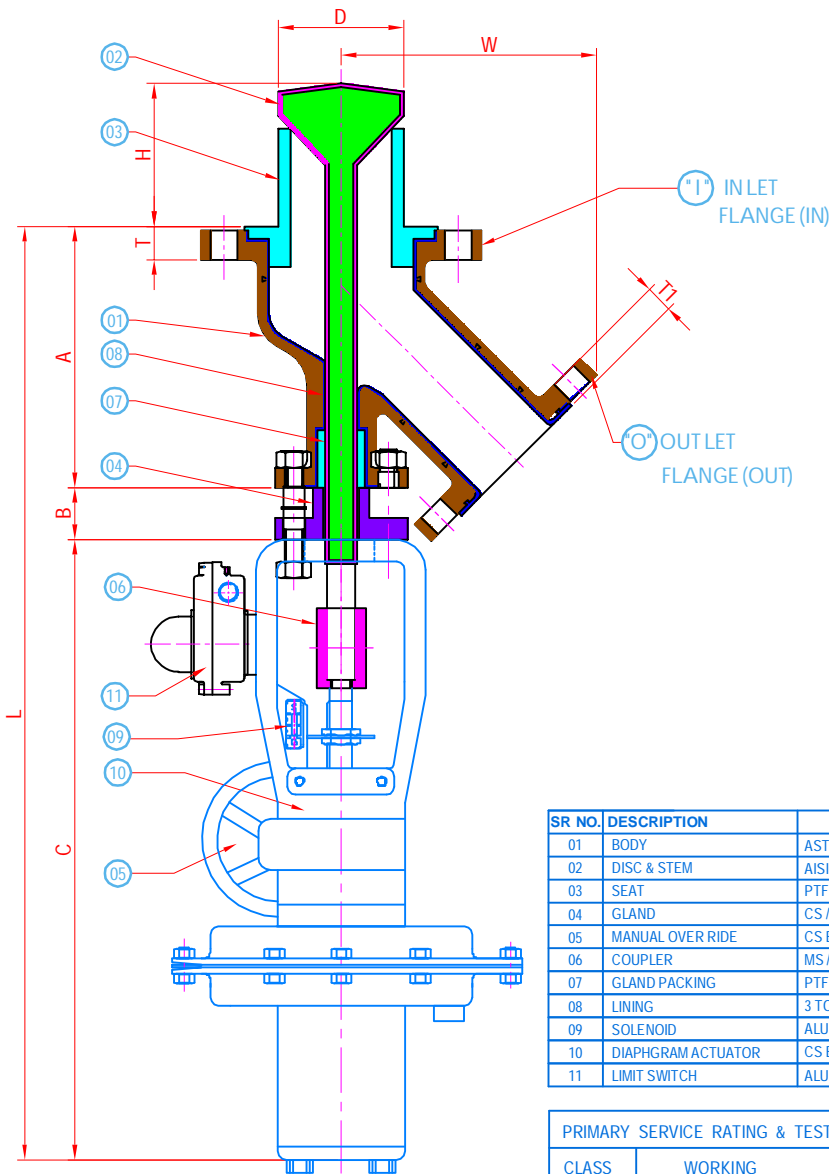 D
W
02
03
H
"I" IN LET
FLANGE (IN)
T
T1
01
A
08
07
"O" OUT LET
FLANGE (OUT)
04
B
06
11
L
09
10
C
05
SR NO. DESCRIPTION
01 BODY AST
02 DISC & STEM AISI
03 SEAT PTF
04 GLAND CS /
05 MANUAL OVER RIDE CS E
06 COUPLER MS /
07 GLAND PACKING PTF
08 LINING 3 TO
09 SOLENOID ALU
10 DIAPHGRAM ACTUATOR CS E
11 LIMIT SWITCH ALU
PRIMARY SERVICE RATING & TEST
CLASS WORKING